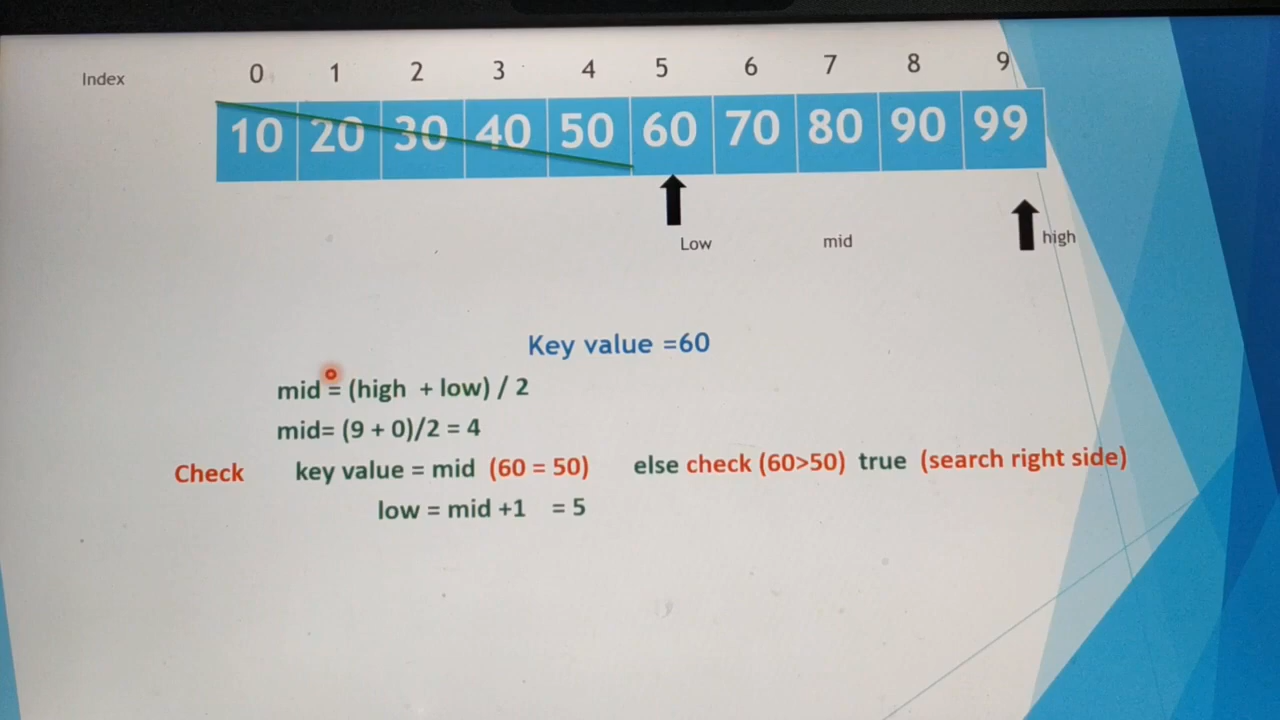 Index 0 1 2 3 4 5 6 7 8 9
10 20 30 40 50 60 70 80 90 99
Low mid high
Key value =60
mid = (high + low) / 2
mid= (9 + 0)/2 = 4
Check key value = mid (60 = 50) else check (60>50) true (search right side)
low = mid +1 = 5